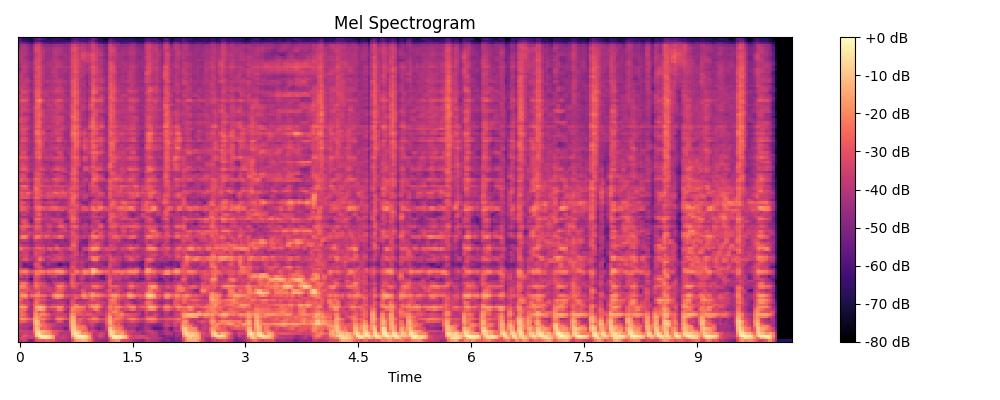 Mel Spectrogram
+0 dB
-10 dB
-20 dB
-30 dB
-40 dB
-50 dB
-60 dB
-70 dB
-80 dB
0 1.5 3 4.5 6 7.5 9
Time